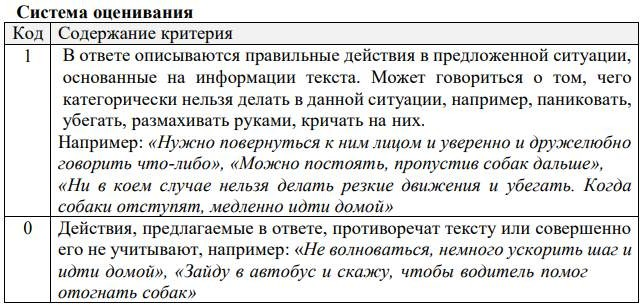 Система оценивания
Код Содержание критерия
1 В ответе описываются правильные действия в предложенной ситуации,
основанные на информации текста. Может говориться о том, чего
категорически нельзя делать в данной ситуации, например, паниковать,
убегать, размахивать руками, кричать на них.
Например: «Нужно повернуться к ним лицом и уверенно и дружелюбно
говорить что-либо», «Можно постоять, пропустив собак дальше»,
«Ни в коем случае нельзя делать резкие движения и убегать. Когда
собаки отступят, медленно идти домой»
0 Действия, предлагаемые в ответе, противоречат тексту или совершенно
его не учитывают, например: «Не волноваться, немного ускорить шаг и
идти домой», «Зайду в автобус и скажу, чтобы водитель помог
отогнать собак»